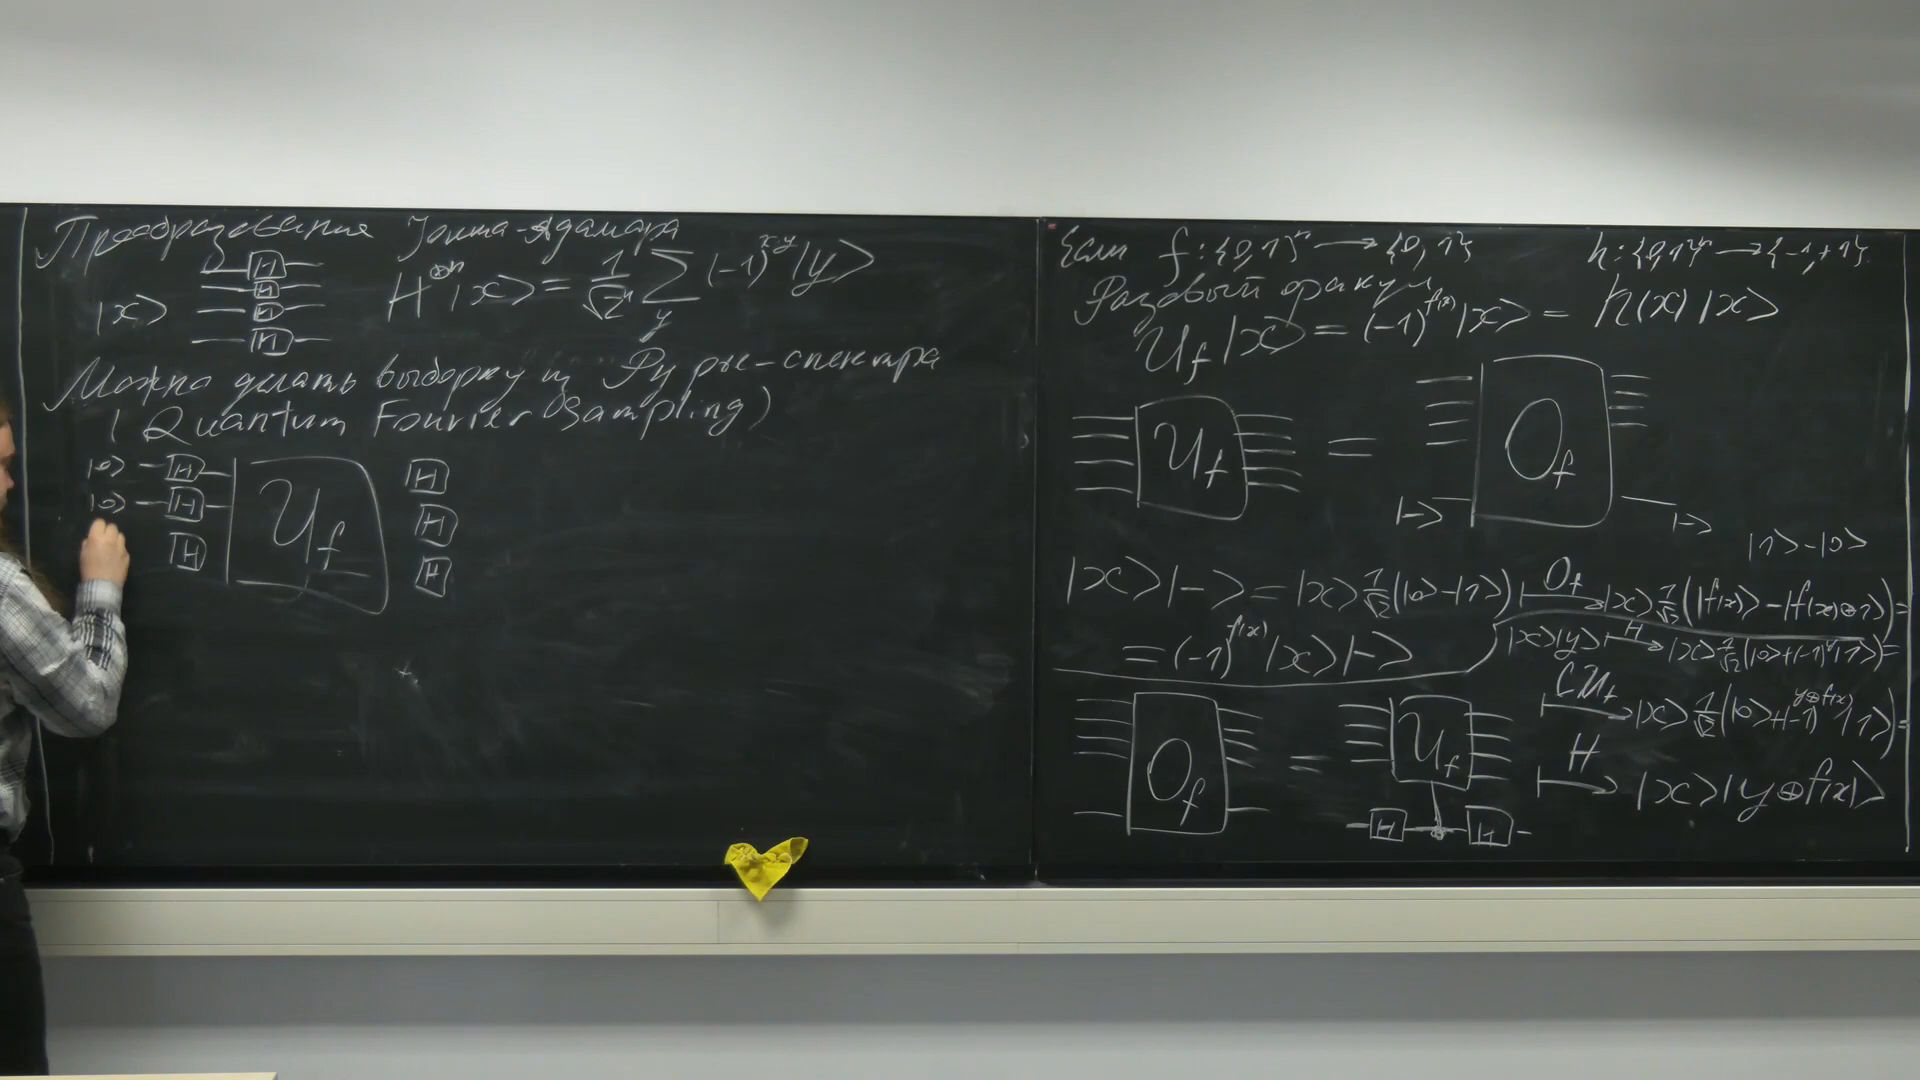 Преобразование Уолша-Адамара
|x⟩ H H H H H^{⊗n}|x⟩ = 1/√2^n ∑_y (-1)^{x·y}|y⟩
Можно делать выборку из Фурье-спектра
(Quantum Fourier Sampling)
|0⟩ H U_f H
|0⟩ H H
H H
Если f: {0,1}^n → {0,1} h: {0,1}^n → {-1,+1}
Фазовый оракул
U_f|x⟩ = (-1)^{f(x)}|x⟩ = h(x)|x⟩
U_f = O_f
|-⟩ |-⟩
|1⟩-|0⟩
|x⟩|-⟩ = |x⟩ 1/√2 (|0⟩-|1⟩) ↦^{O_f} |x⟩ 1/√2 (|f(x)⟩-|f(x)⊕1⟩) =
= (-1)^{f(x)}|x⟩|-⟩
|x⟩|y⟩ ↦^{H} |x⟩ 1/√2 (|0⟩+(-1)^y|1⟩) =
↦^{CU_f} |x⟩ 1/√2 (|0⟩+(-1)^{y⊕f(x)}|1⟩) =
↦^{H} |x⟩|y⊕f(x)⟩
O_f = U_f
H H